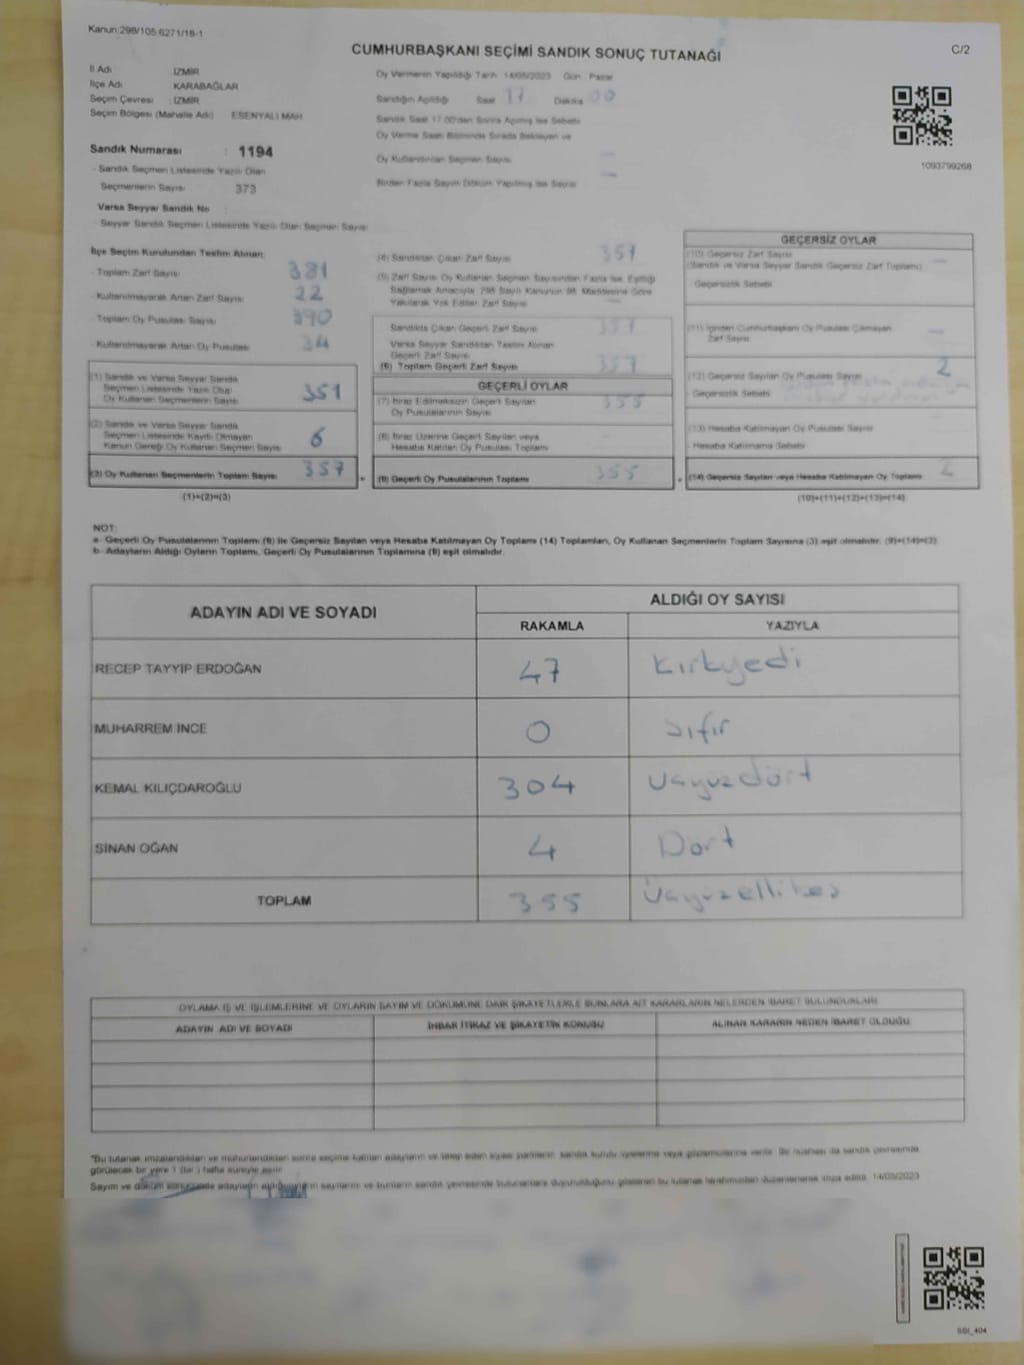 Kanun:298/105;6271/18-1
C/2
CUMHURBAŞKANI SEÇİMİ SANDIK SONUÇ TUTANAĞI
İl Adı : İZMİR
İlçe Adı : KARABAĞLAR
Seçim Çevresi : İZMİR
Seçim Bölgesi (Mahalle Adı) ESENYALI MAH
Sandık Numarası : 1194
- Sandık Seçmen Listesinde Yazılı Olan
Seçmenlerin Sayısı 373
Varsa Seyyar Sandık No :
- Seyyar Sandık Seçmen Listesinde Yazılı Olan Seçmen Sayısı
Oy Vermenin Yapıldığı Tarih 14/05/2023 Gün Pazar
Sandığın Açıldığı Saat 17 Dakika 00
Sandık Saat 17.00'den Sonra Açılmış İse Sebebi
Oy Verme Saati Bitiminde Sırada Bekleyen ve
Oy Kullandırılan Seçmen Sayısı
Birden Fazla Sayım Döküm Yapılmış İse Sayısı
1093799268
İlçe Seçim Kurulundan Teslim Alınan;
- Toplam Zarf Sayısı 381
- Kullanılmayarak Artan Zarf Sayısı 22
- Toplam Oy Pusulası Sayısı 390
- Kullanılmayarak Artan Oy Pusulası 34
(1) Sandık ve Varsa Seyyar Sandık
Seçmen Listesinde Yazılı Olup
Oy Kullanan Seçmenlerin Sayısı 351
(2) Sandık ve Varsa Seyyar Sandık
Seçmen Listesinde Kayıtlı Olmayan
Kanun Gereği Oy Kullanan Seçmen Sayısı 6
(3) Oy Kullanan Seçmenlerin Toplam Sayısı 357
(1)+(2)=(3)
(4) Sandıktan Çıkan Zarf Sayısı 357
(5) Zarf Sayısı Oy Kullanan Seçmen Sayısından Fazla İse, Eşitliği
Sağlamak Amacıyla 298 Sayılı Kanunun 98. Maddesine Göre
Yakılarak Yok Edilen Zarf Sayısı
Sandıkta Çıkan Geçerli Zarf Sayısı 357
Varsa Seyyar Sandıktan Teslim Alınan
Geçerli Zarf Sayısı
(6) Toplam Geçerli Zarf Sayısı 357
GEÇERLİ OYLAR
(7) İtiraz Edilmeksizin Geçerli Sayılan
Oy Pusulalarının Sayısı 355
(8) İtiraz Üzerine Geçerli Sayılan veya
Hesaba Katılan Oy Pusulası Toplamı
(9) Geçerli Oy Pusulalarının Toplamı 355
GEÇERSİZ OYLAR
(10) Geçersiz Zarf Sayısı
(Sandık ve Varsa Seyyar Sandık Geçersiz Zarf Toplamı)
- Geçersizlik Sebebi
(11) İçinden Cumhurbaşkanı Oy Pusulası Çıkmayan
Zarf Sayısı
(12) Geçersiz Sayılan Oy Pusulası Sayısı 2
- Geçersizlik Sebebi
(13) Hesaba Katılmayan Oy Pusulası Sayısı
- Hesaba Katılmama Sebebi
(14) Geçersiz Sayılan veya Hesaba Katılmayan Oy Toplamı 2
(10)+(11)+(12)+(13)=(14)
NOT:
a- Geçerli Oy Pusulalarının Toplamı (9) ile Geçersiz Sayılan veya Hesaba Katılmayan Oy Toplamı (14) Toplamları, Oy Kullanan Seçmenlerin Toplam Sayısına (3) eşit olmalıdır. (9)+(14)=(3)
b- Adayların Aldığı Oyların Toplamı, Geçerli Oy Pusulalarının Toplamına (9) eşit olmalıdır.
ADAYIN ADI VE SOYADI ALDIĞI OY SAYISI
RAKAMLA YAZIYLA
RECEP TAYYİP ERDOĞAN 47 Kırkyedi
MUHARREM İNCE 0 Sıfır
KEMAL KILIÇDAROĞLU 304 Üçyüzdört
SİNAN OĞAN 4 Dört
TOPLAM 355 Üçyüzellibeş
OYLAMA İŞ VE İŞLEMLERİNE VE OYLARIN SAYIM VE DÖKÜMÜNE DAİR ŞİKAYETLERLE BUNLARA AİT KARARLARIN NELERDEN İBARET BULUNDUKLARI
ADAYIN ADI VE SOYADI İHBAR İTİRAZ VE ŞİKAYETİN KONUSU ALINAN KARARIN NEDEN İBARET OLDUĞU
*Bu tutanak imzalandıktan ve mühürlendikten sonra seçime katılan adayların ve talep eden siyasi partilerin sandık kurulu üyelerine veya gözlemcilerine verilir. Bir nüshası da sandık çevresinde
görülecek bir yere 1 (bir) hafta süreyle asılır
Sayım ve döküm sonucunda adayların aldığı oyların sayılarını ve bunların sandık çevresinde bulunanlara duyurulduğunu gösteren bu tutanak tarafımızdan düzenlenerek imza edildi. 14/05/2023
SSI_404